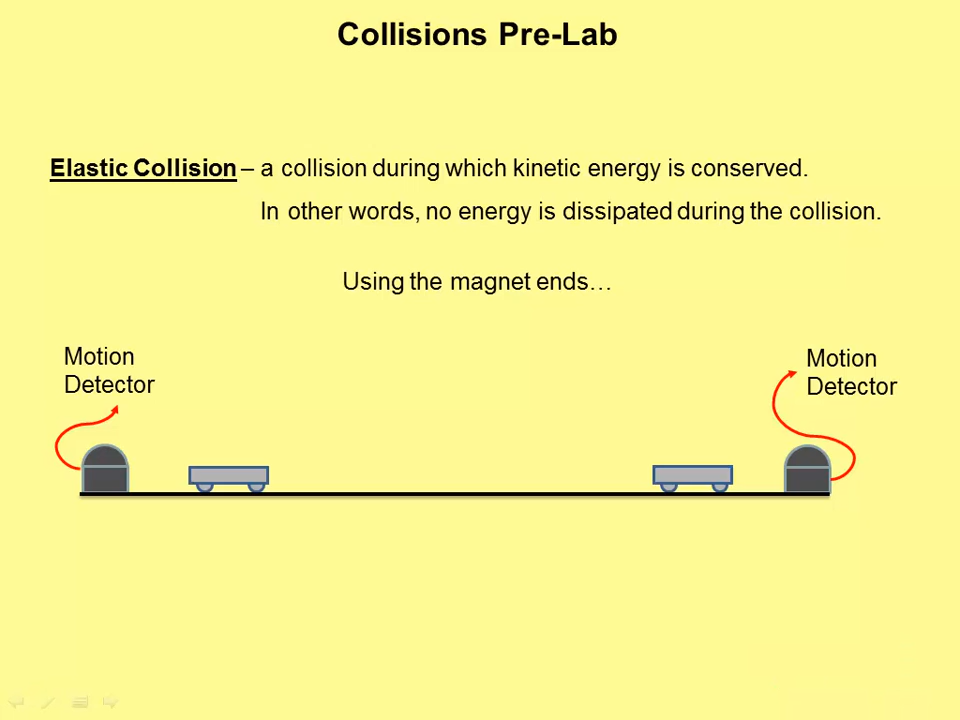 Collisions Pre-Lab
Elastic Collision – a collision during which kinetic energy is conserved.
In other words, no energy is dissipated during the collision.
Using the magnet ends…
Motion
Detector
Motion
Detector